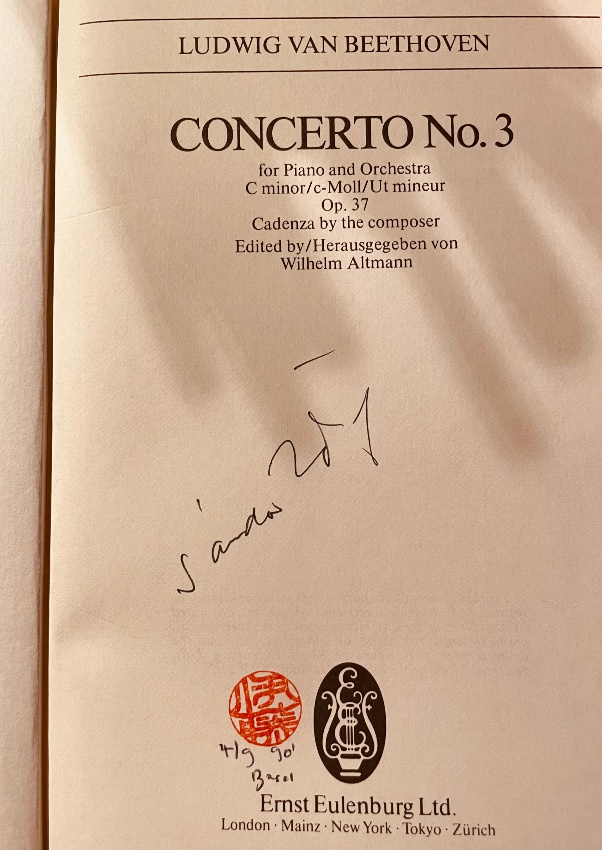 LUDWIG VAN BEETHOVEN
CONCERTO No. 3
for Piano and Orchestra
C minor/c-Moll/Ut mineur
Op. 37
Cadenza by the composer
Edited by/Herausgegeben von
Wilhelm Altmann
Sándor
4/9 90'
Basel
Ernst Eulenburg Ltd.
London · Mainz · New York · Tokyo · Zürich